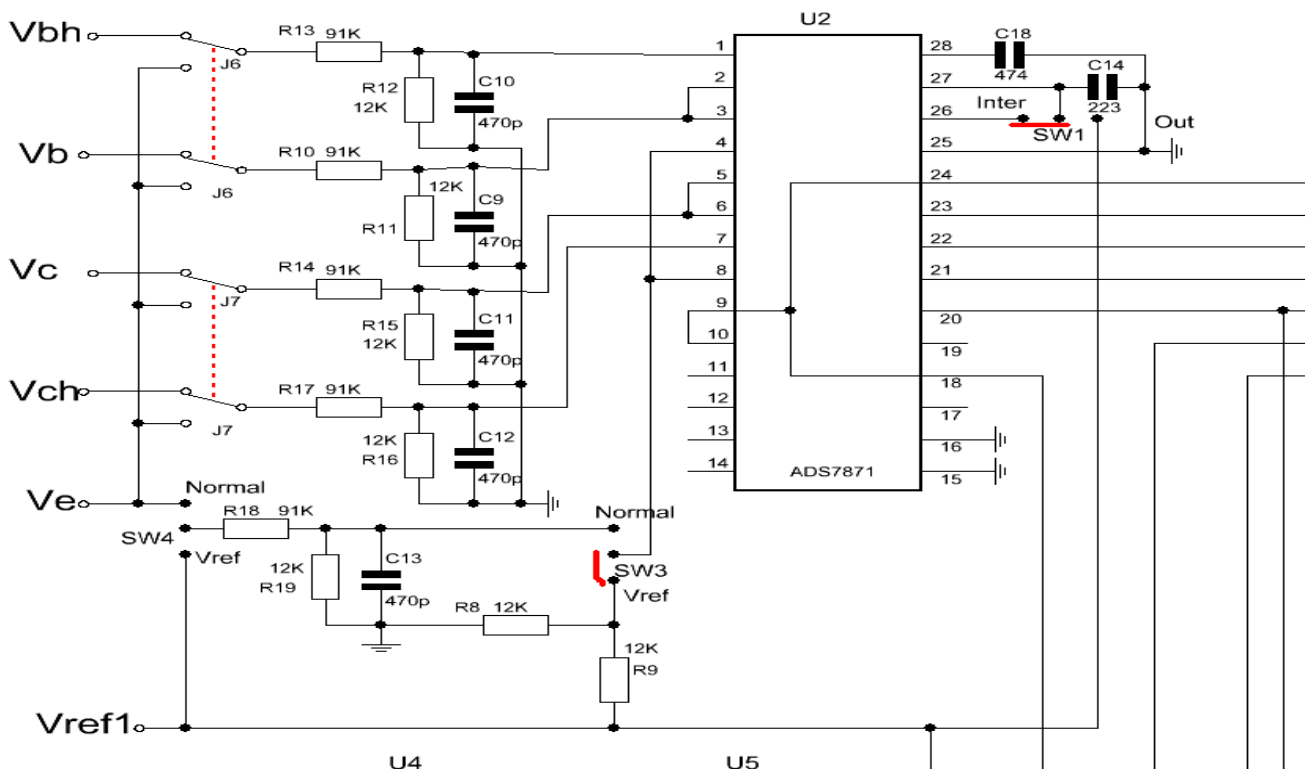 U2
Vbh
J6
R13 91K
R12
12K
C10
470p
1
2
3
4
5
6
7
8
9
10
11
12
13
14
28
27
26
25
24
23
22
21
20
19
18
17
16
15
ADS7871
C18
474
C14
223
Inter
SW1
Out
Vb
J6
R10 91K
12K
R11
C9
470p
Vc
J7
R14 91K
R15
12K
C11
470p
Vch
J7
R17 91K
12K
R16
C12
470p
Ve
Normal
SW4
Vref
R18 91K
12K
R19
C13
470p
Normal
SW3
Vref
R8 12K
12K
R9
Vref1
U4
U5